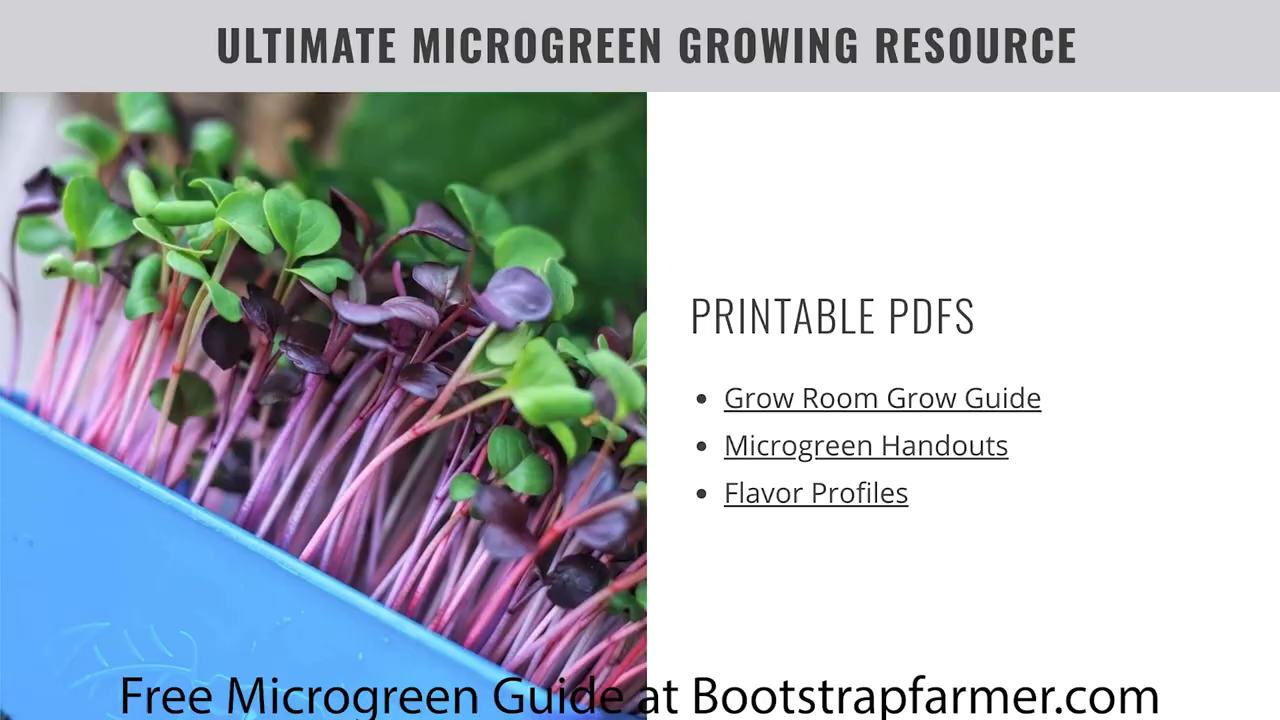 ULTIMATE MICROGREEN GROWING RESOURCE
PRINTABLE PDFS
Grow Room Grow Guide
Microgreen Handouts
Flavor Profiles
Free Microgreen Guide at Bootstrapfarmer.com